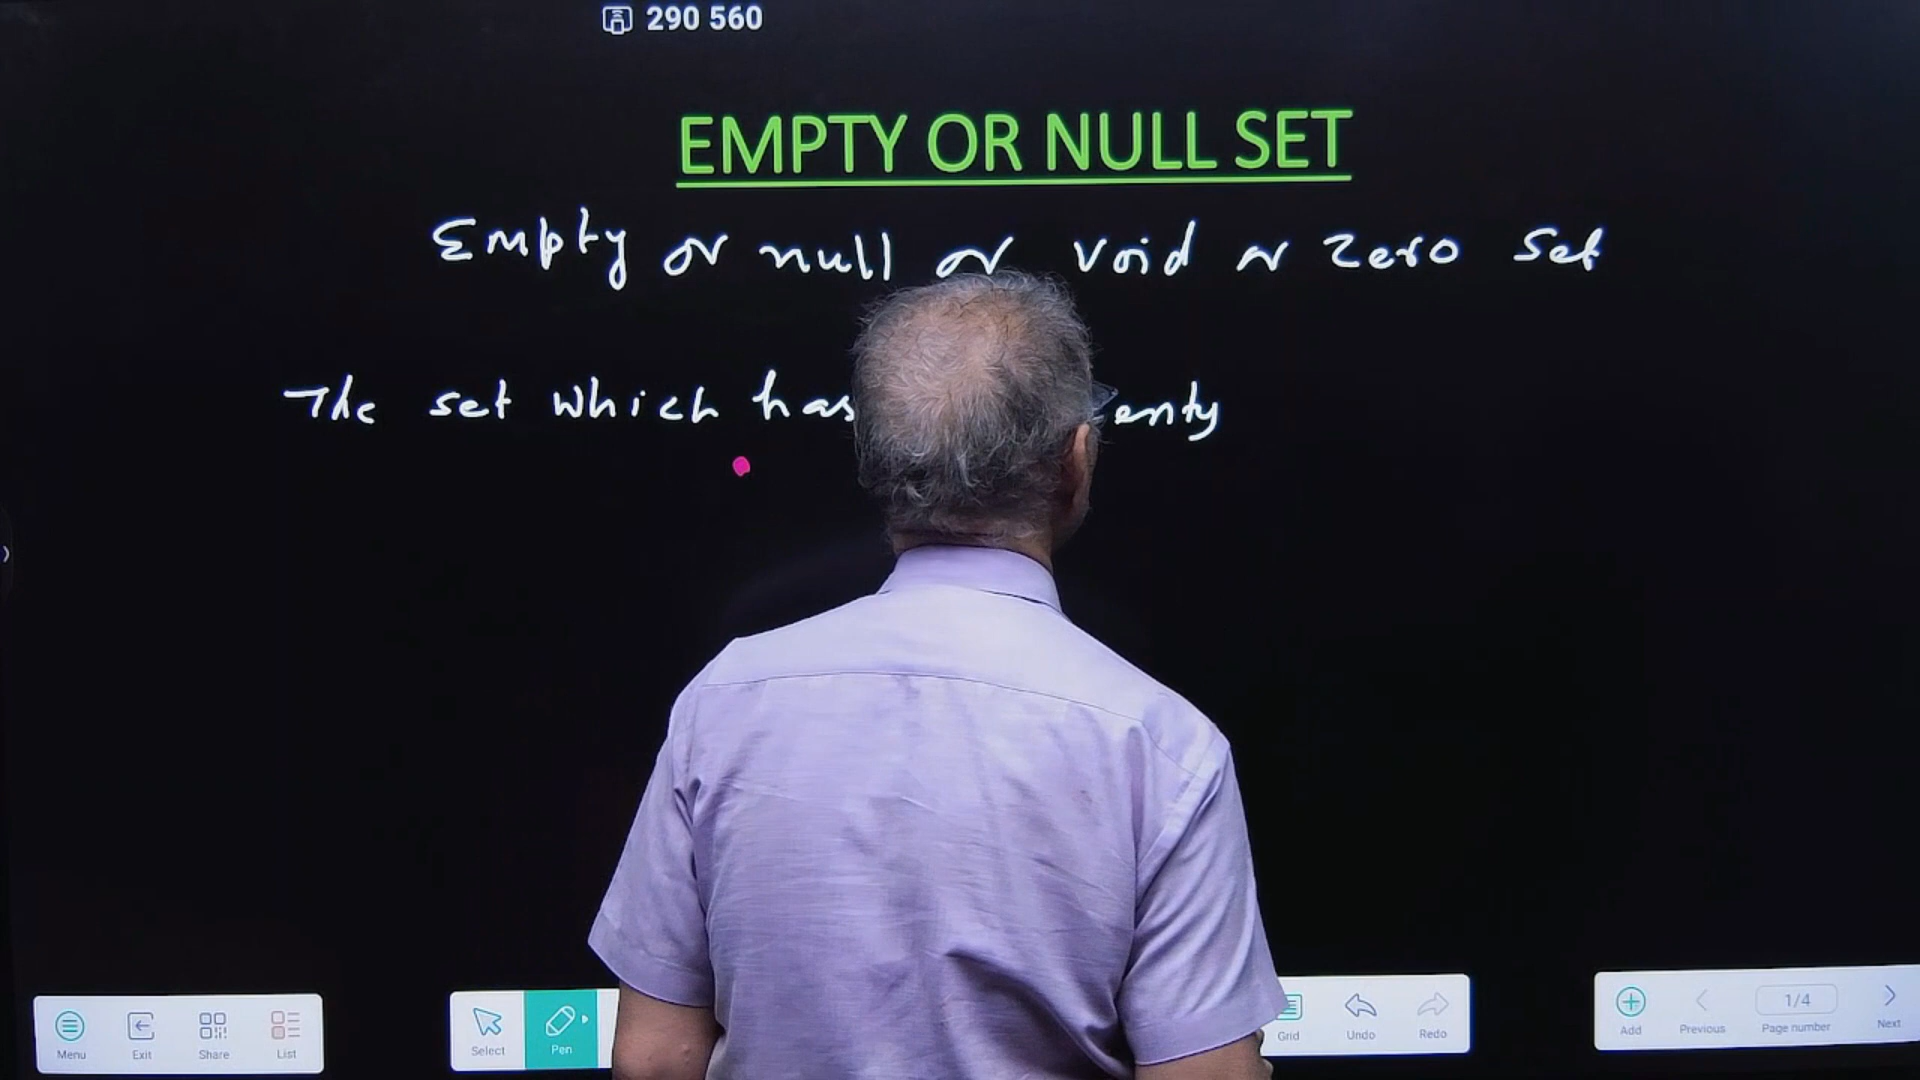 290 560
EMPTY OR NULL SET
Empty or null or void or Zero Set
The set which has enty
Menu Exit Share List Select Pen Grid Undo Redo Add Previous 1/4 Page number Next